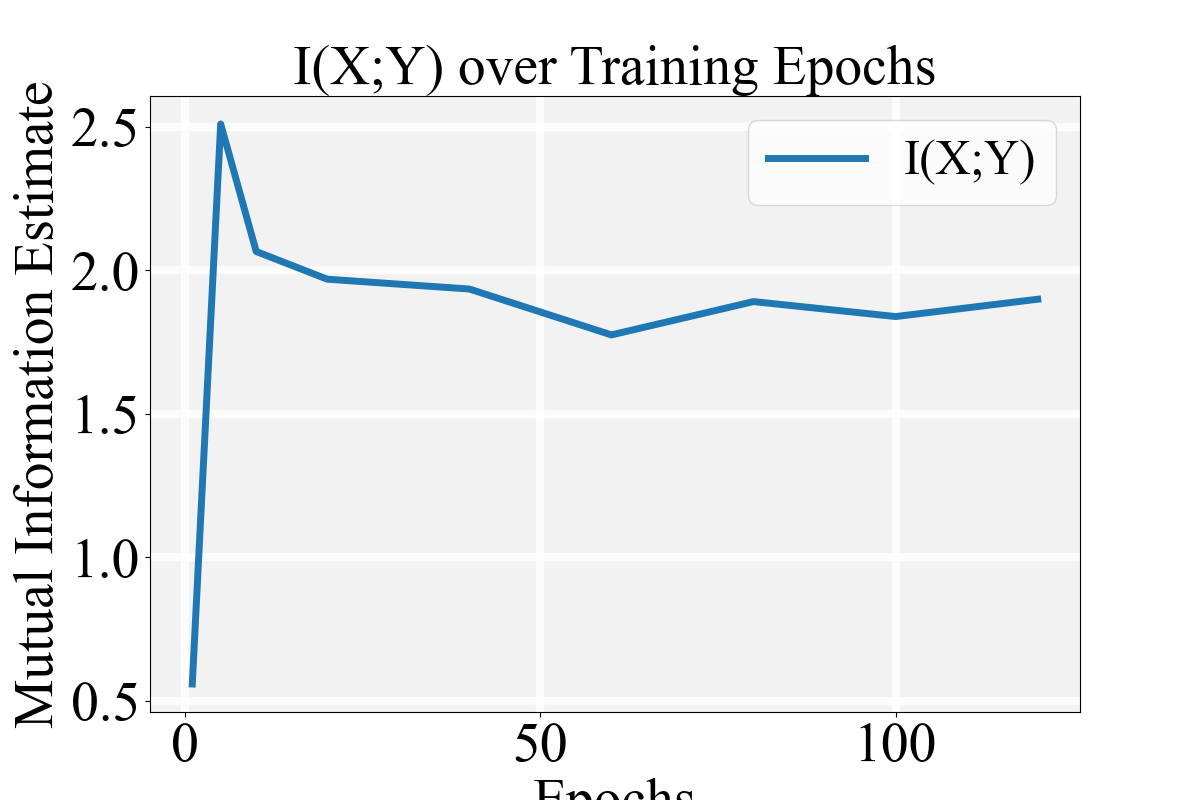 I(X;Y) over Training Epochs
Mutual Information Estimate
2.5
2.0
1.5
1.0
0.5
I(X;Y)
0 50 100
Epochs